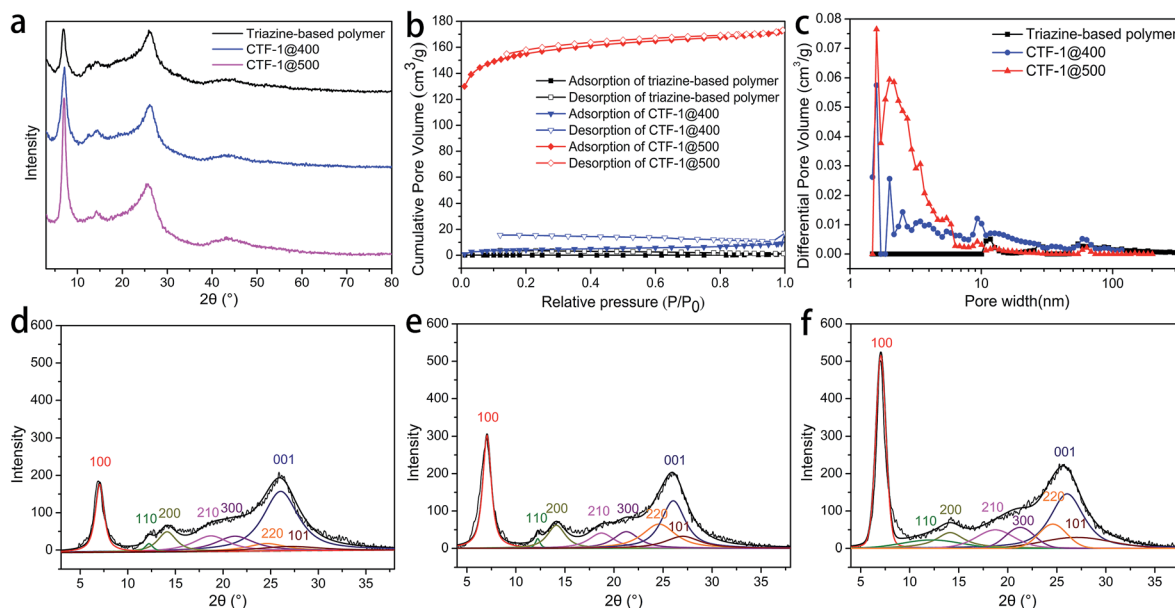 a
Triazine-based polymer
CTF-1@400
CTF-1@500
Intensity
10 20 30 40 50 60 70 80
2θ (°)
b
180
160
140
120
100
80
60
40
20
0
Cumulative Pore Volume (cm³/g)
Adsorption of triazine-based polymer
Desorption of triazine-based polymer
Adsorption of CTF-1@400
Desorption of CTF-1@400
Adsorption of CTF-1@500
Desorption of CTF-1@500
0.0 0.2 0.4 0.6 0.8 1.0
Relative pressure (P/P₀)
c
0.08
0.07
0.06
0.05
0.04
0.03
0.02
0.01
0.00
Differential Pore Volume (cm³/g)
Triazine-based polymer
CTF-1@400
CTF-1@500
1 10 100
Pore width(nm)
d
600
500
400
300
200
100
0
Intensity
100
110
200
210
300
001
220
101
5 10 15 20 25 30 35
2θ (°)
e
600
500
400
300
200
100
0
Intensity
100
110
200
210
300
001
220
101
5 10 15 20 25 30 35
2θ (°)
f
600
500
400
300
200
100
0
Intensity
100
110
200
210
300
001
220
101
5 10 15 20 25 30 35
2θ (°)